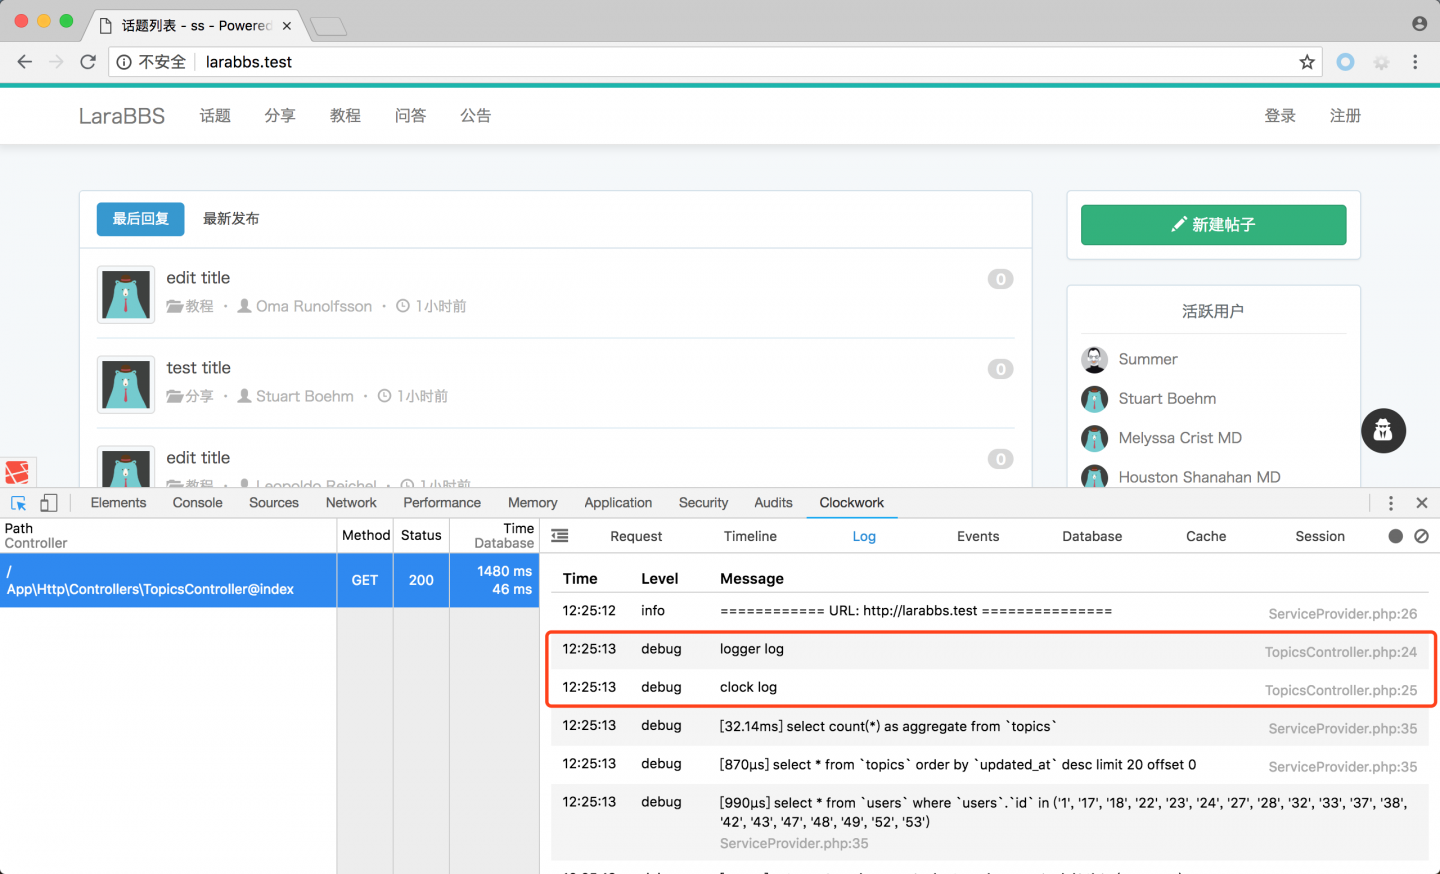 话题列表 - ss - Powered
不安全 larabbs.test
LaraBBS 话题 分享 教程 问答 公告 登录 注册
最后回复 最新发布
新建帖子
edit title 0
教程 · Oma Runolfsson · 1小时前
test title 0
分享 · Stuart Boehm · 1小时前
edit title 0
教程 · Leopoldo Reichel · 1小时前
活跃用户
Summer
Stuart Boehm
Melyssa Crist MD
Houston Shanahan MD
Elements Console Sources Network Performance Memory Application Security Audits Clockwork
Path Method Status Time
Controller Database
/
App\Http\Controllers\TopicsController@index GET 200 1480 ms
46 ms
Request Timeline Log Events Database Cache Session
Time Level Message
12:25:12 info ============ URL: http://larabbs.test =============== ServiceProvider.php:26
12:25:13 debug logger log TopicsController.php:24
12:25:13 debug clock log TopicsController.php:25
12:25:13 debug [32.14ms] select count(*) as aggregate from `topics` ServiceProvider.php:35
12:25:13 debug [870μs] select * from `topics` order by `updated_at` desc limit 20 offset 0 ServiceProvider.php:35
12:25:13 debug [990μs] select * from `users` where `users`.`id` in ('1', '17', '18', '22', '23', '24', '27', '28', '32', '33', '37', '38',
'42', '43', '47', '48', '49', '52', '53')
ServiceProvider.php:35